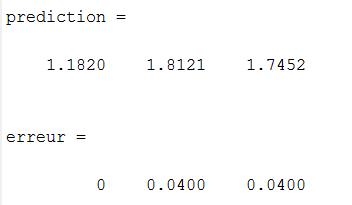 prediction =
1.1820 1.8121 1.7452
erreur =
0 0.0400 0.0400